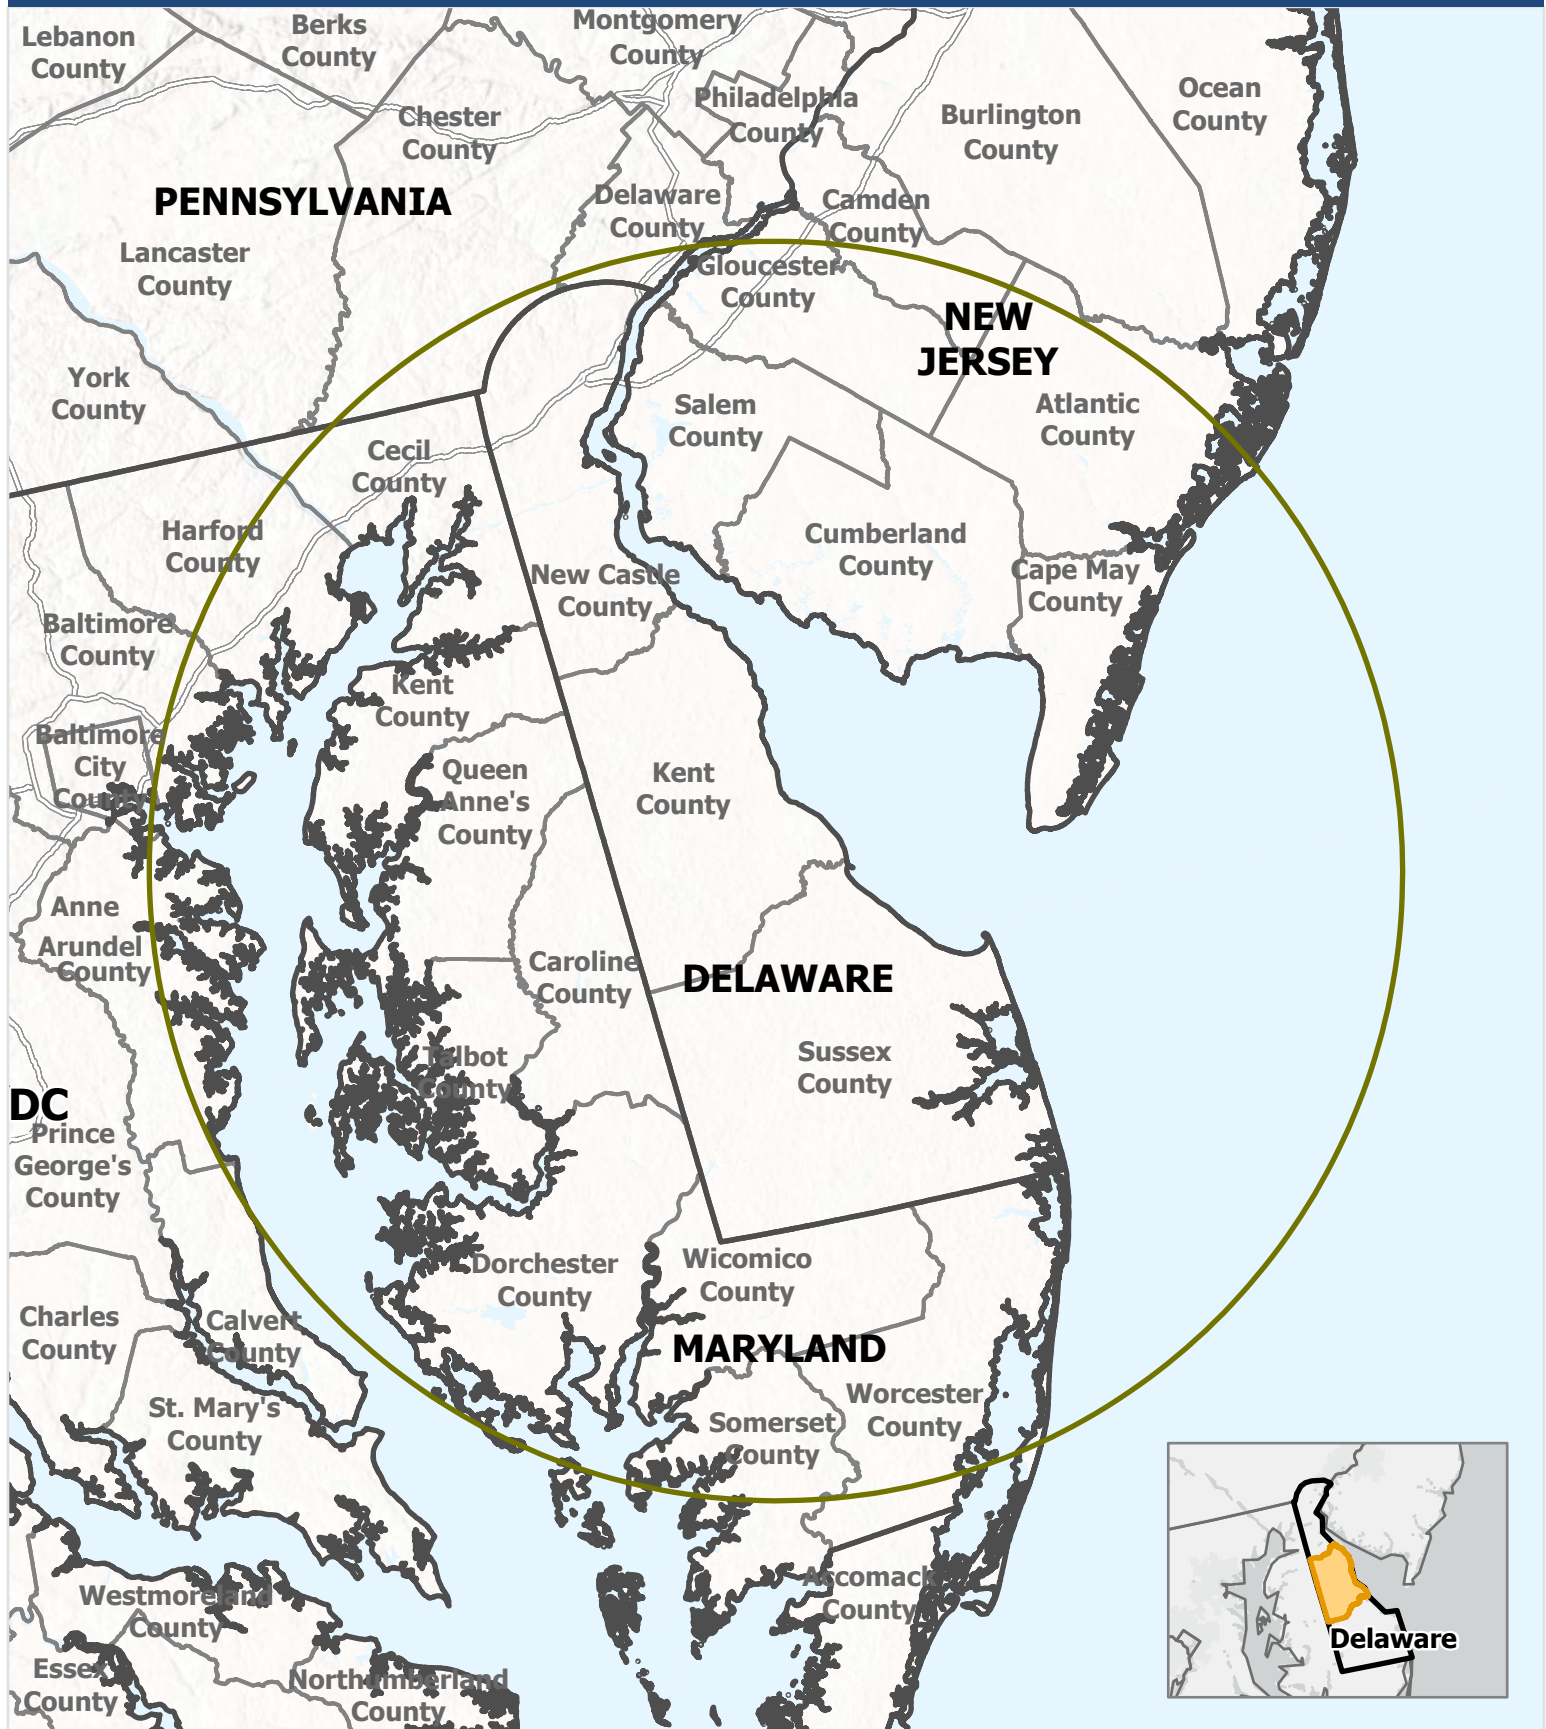 Lebanon
County
Berks
County
Montgomery
County
Chester
County
Philadelphia
County
Burlington
County
Ocean
County
PENNSYLVANIA
Delaware
County
Camden
County
Lancaster
County
Gloucester
County
NEW
JERSEY
York
County
Salem
County
Atlantic
County
Cecil
County
Harford
County
Cumberland
County
New Castle
County
Cape May
County
Baltimore
County
Kent
County
Baltimore
City
County
Queen
Anne's
County
Kent
County
Anne
Arundel
County
Caroline
County
DELAWARE
Talbot
County
Sussex
County
DC
Prince
George's
County
Dorchester
County
Wicomico
County
Charles
County
Calvert
County
MARYLAND
St. Mary's
County
Somerset
County
Worcester
County
Accomack
County
Westmoreland
County
Essex
County
Northumberland
County
Delaware